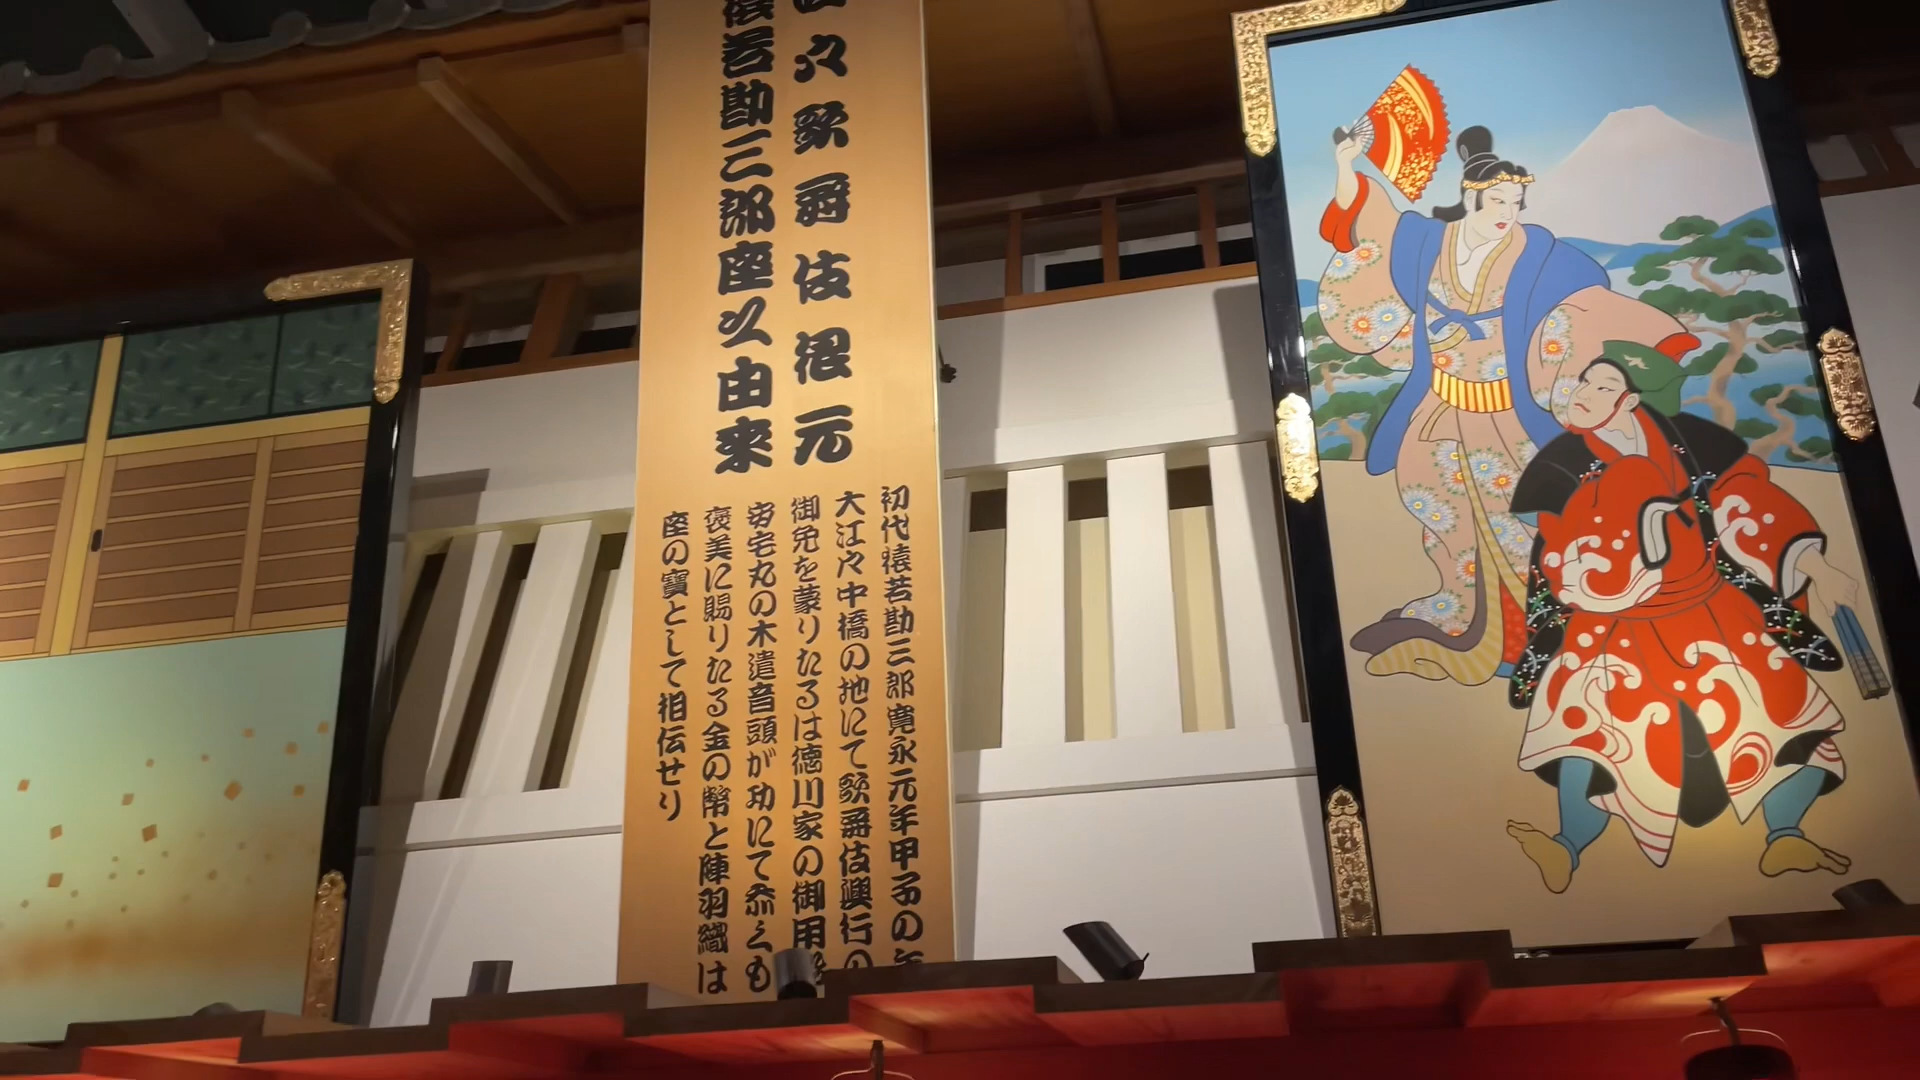 大江戸歌舞伎根元
猿若勘三郎座以由来
初代猿若勘三郎寛永元年甲子の
大江戸中橋の地にて歌舞伎興行の
御免を蒙りたるは徳川家の御用
安宅丸の木遣音頭が功にて忝くも
褒美に賜りたる金の幣と陣羽織は
座の寶として相伝せり